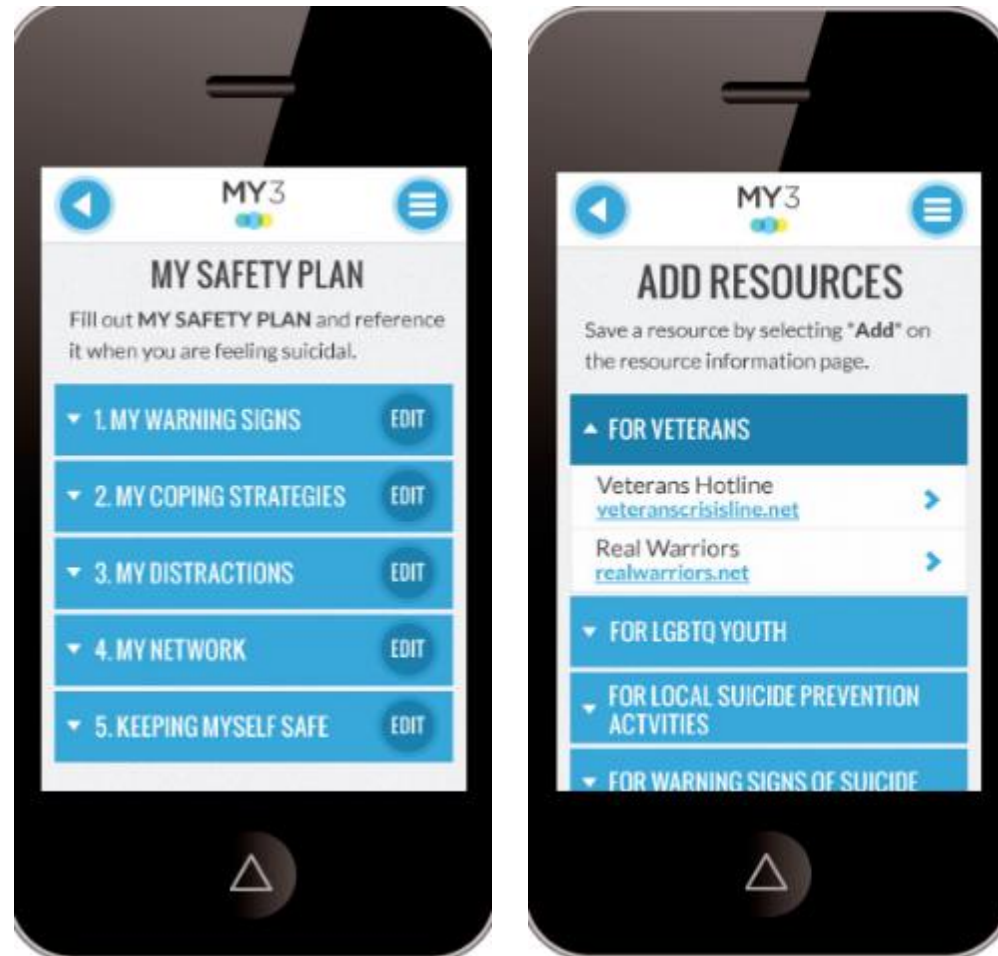 MY3
MY SAFETY PLAN
Fill out MY SAFETY PLAN and reference
it when you are feeling suicidal.
1. MY WARNING SIGNS EDIT
2. MY COPING STRATEGIES EDIT
3. MY DISTRACTIONS EDIT
4. MY NETWORK EDIT
5. KEEPING MYSELF SAFE EDIT
MY3
ADD RESOURCES
Save a resource by selecting "Add" on
the resource information page.
FOR VETERANS
Veterans Hotline
veteranscrisisline.net
Real Warriors
realwarriors.net
FOR LGBTQ YOUTH
FOR LOCAL SUICIDE PREVENTION
ACTVITIES
FOR WARNING SIGNS OF SUICIDE